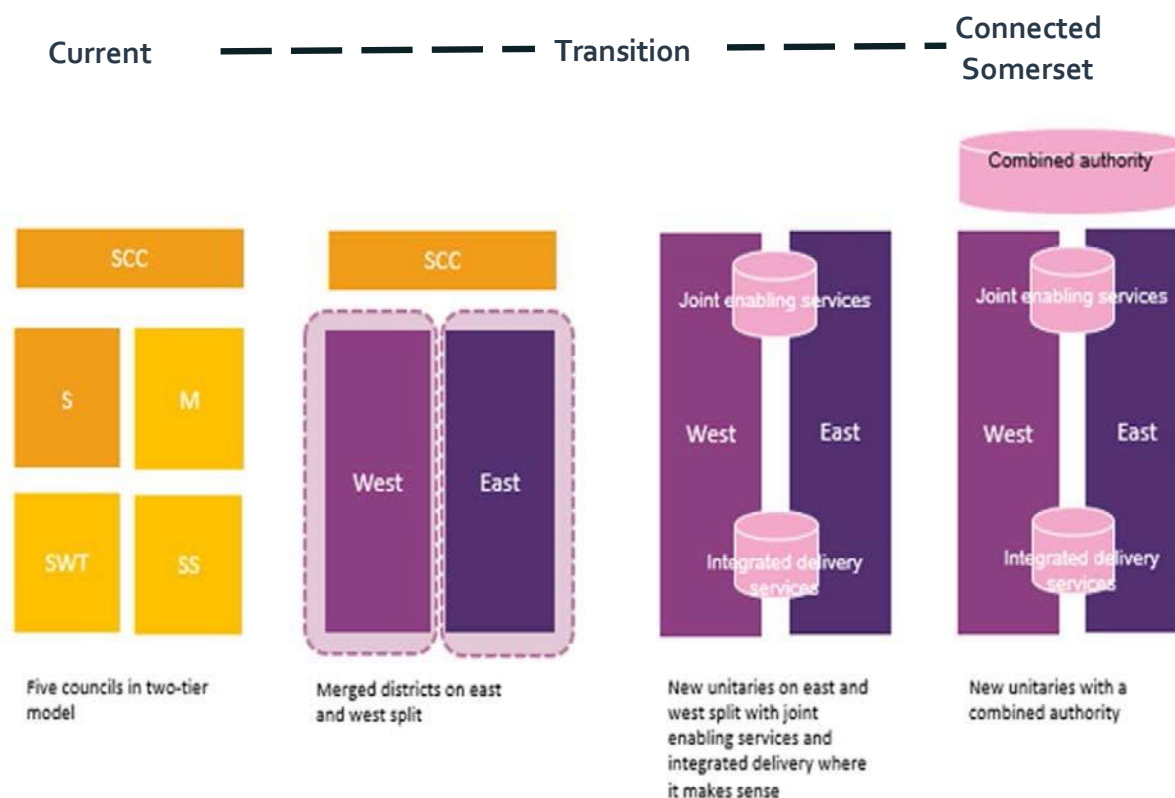 Current
Transition
Connected
Somerset
SCC
S
M
SWT
SS
Five councils in two-tier
model
SCC
West
East
Merged districts on east
and west split
Joint enabling services
West
East
Integrated delivery
services
New unitaries on east and
west split with joint
enabling services and
integrated delivery where
it makes sense
Combined authority
Joint enabling services
West
East
Integrated delivery
services
New unitaries with a
combined authority